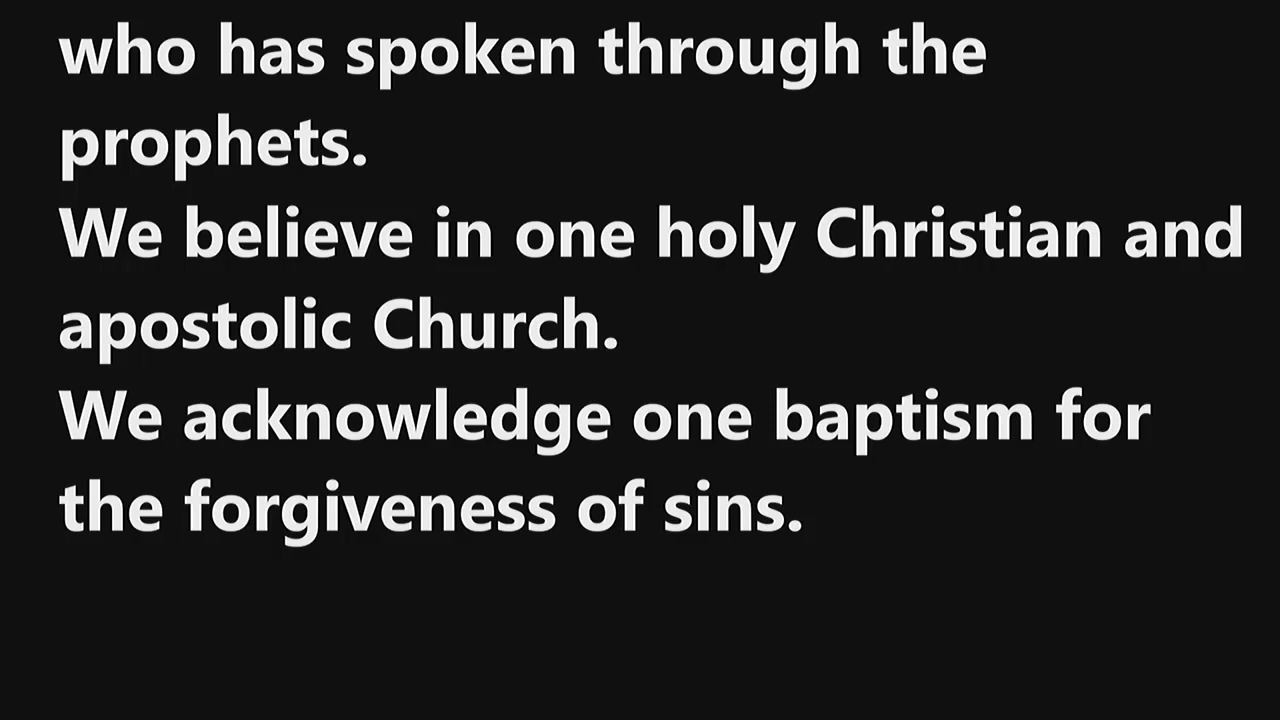 who has spoken through the
prophets.
We believe in one holy Christian and
apostolic Church.
We acknowledge one baptism for
the forgiveness of sins.